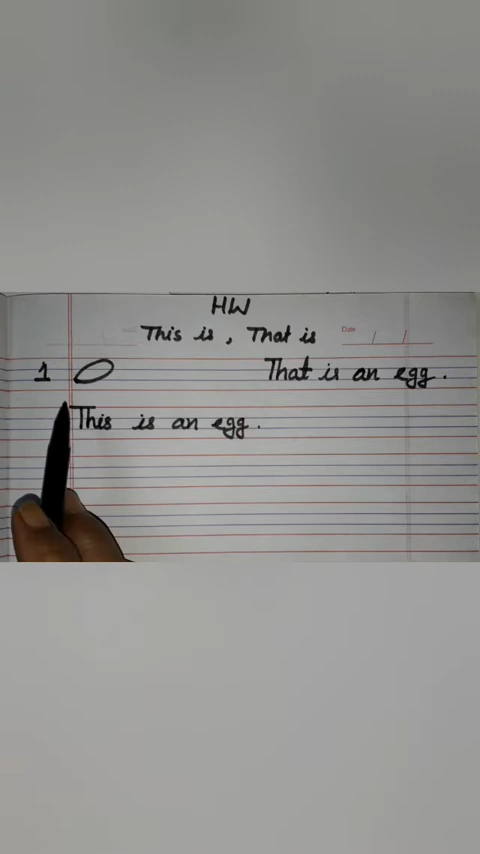 HW
This is, That is
Date / /
1 That is an egg.
This is an egg.